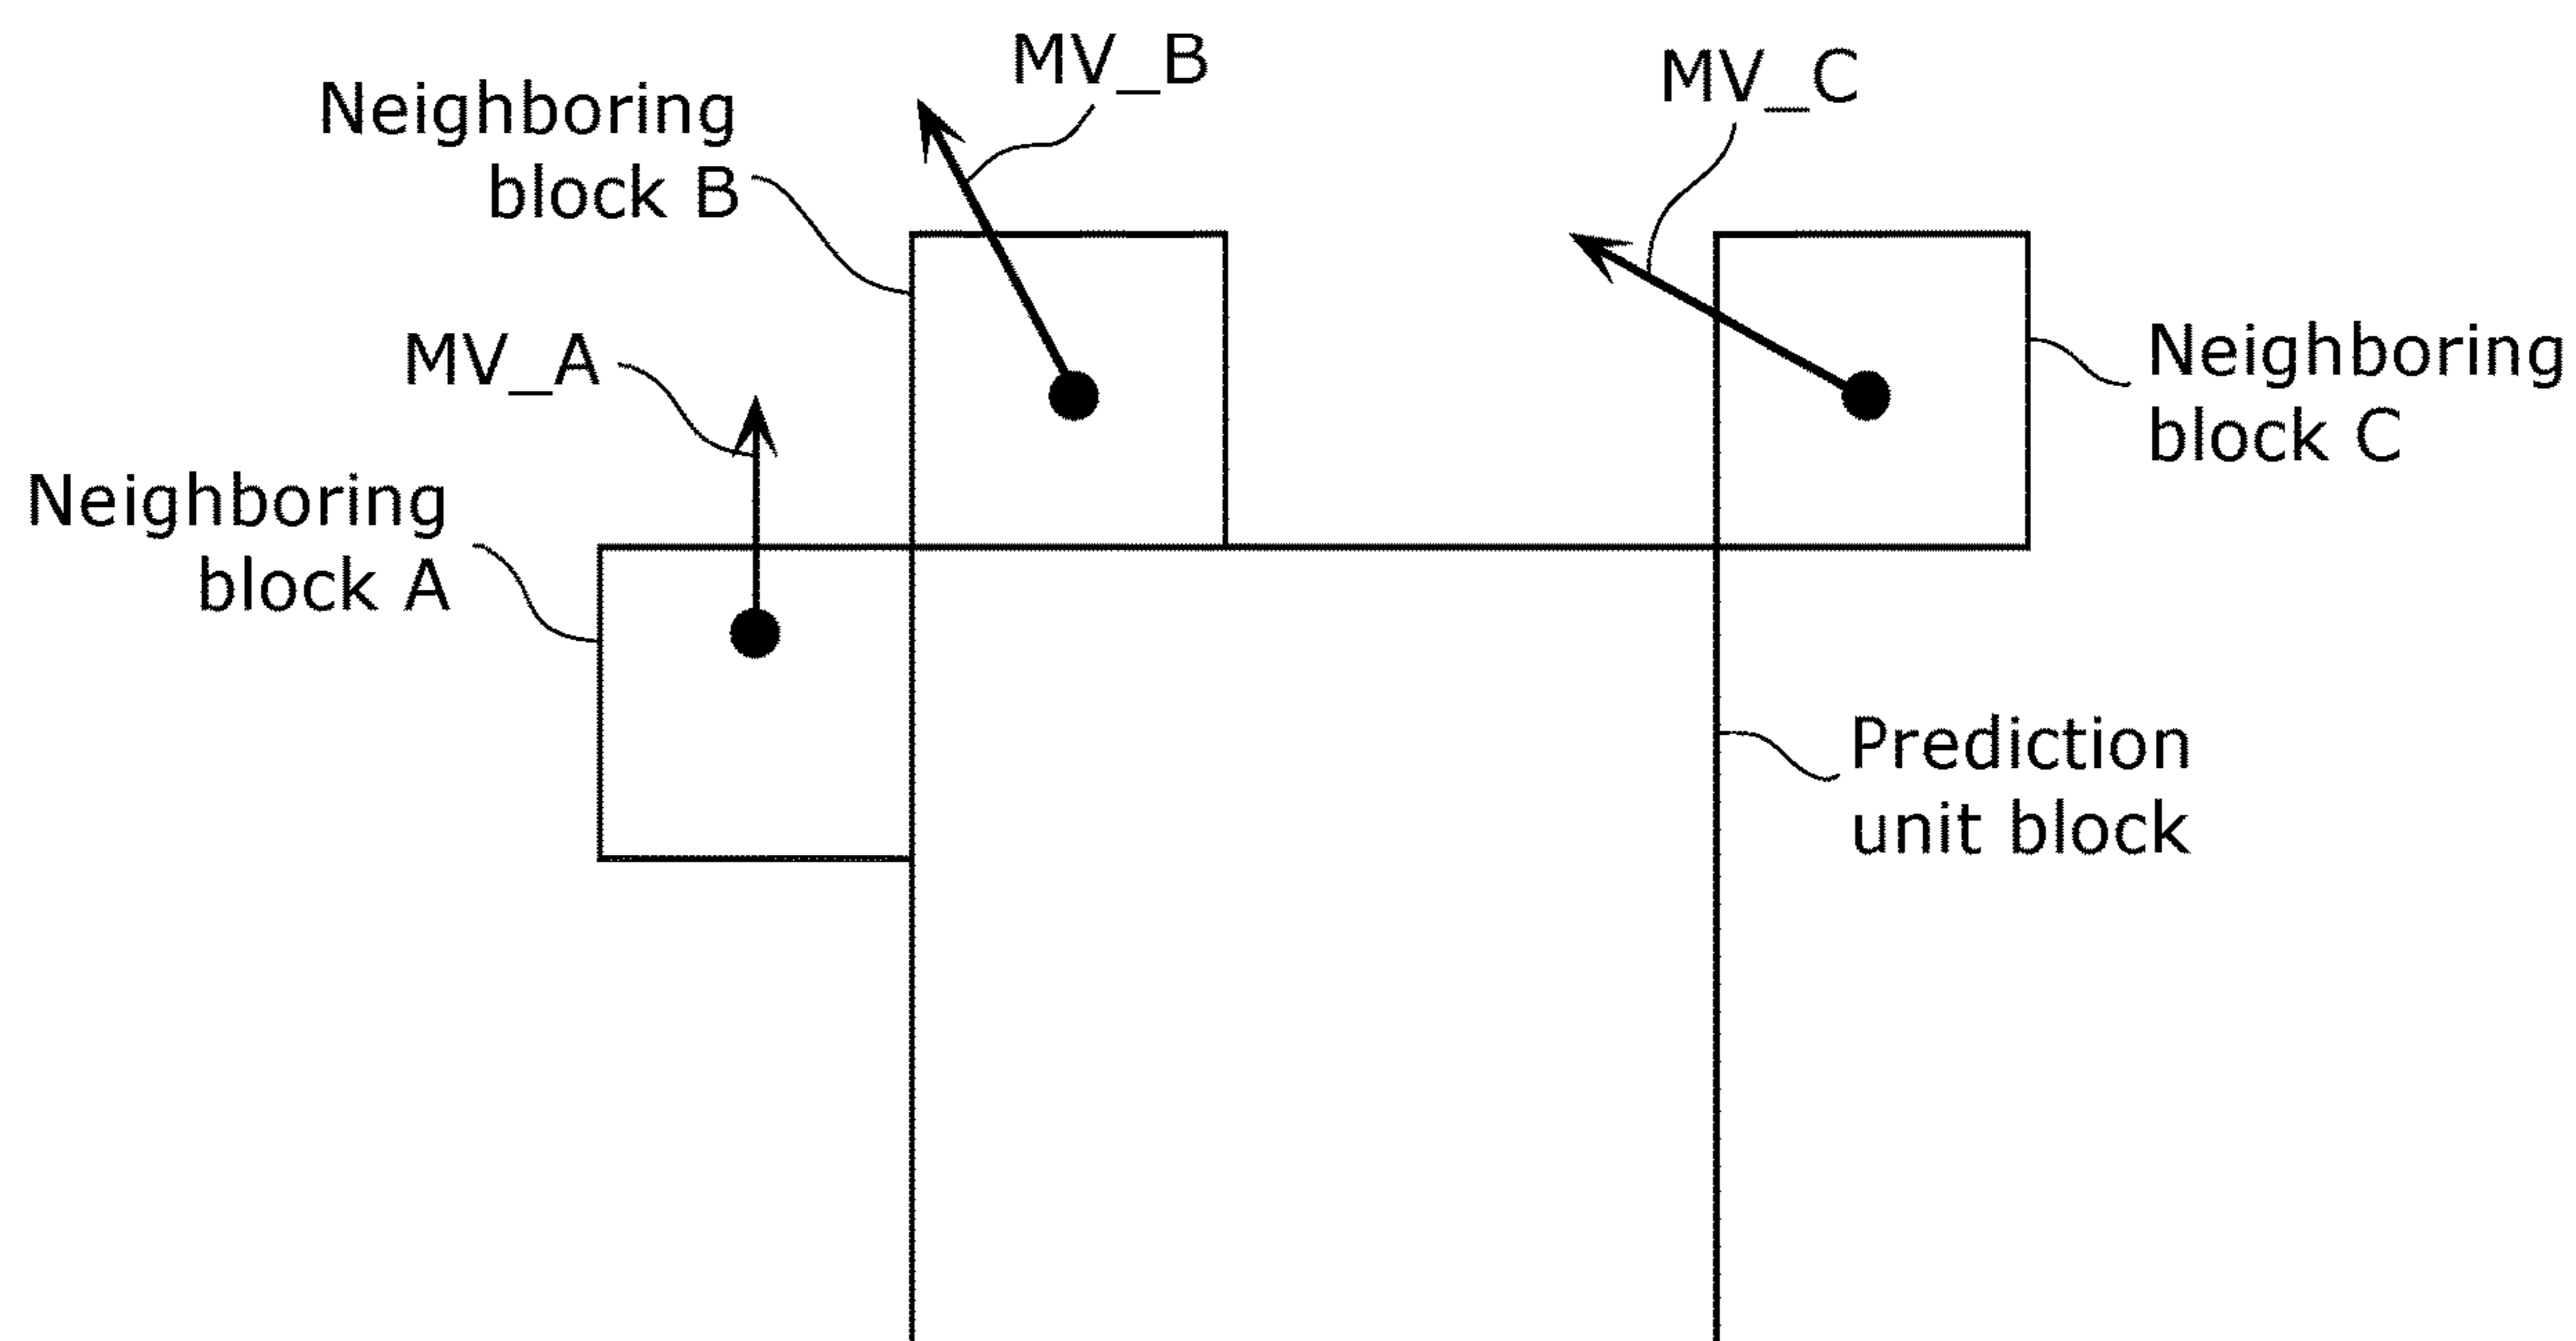 MV_B
MV_C
Neighboring
block B
MV_A
Neighboring
block C
Neighboring
block A
Prediction
unit block